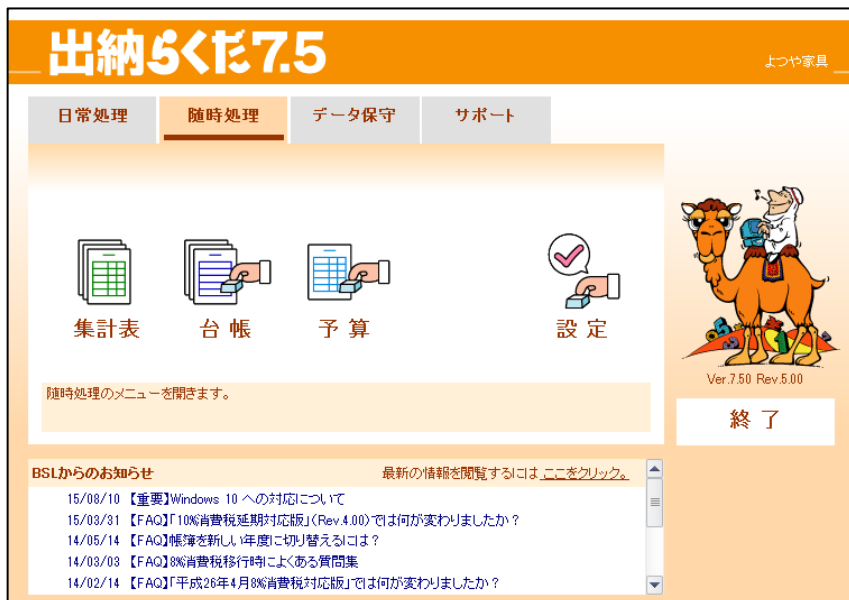 出納らくだ7.5
よつや家具
日常処理 随時処理 データ保守 サポート
集計表 台帳 予算 設定
Ver.7.50 Rev.5.00
随時処理のメニューを開きます。
終了
BSLからのお知らせ 最新の情報を閲覧するには ここをクリック。
15/08/10 【重要】Windows 10 への対応について
15/03/31 【FAQ】「10%消費税延期対応版」(Rev.4.00)では何が変わりましたか？
14/05/14 【FAQ】帳簿を新しい年度に切り替えるには？
14/03/03 【FAQ】8%消費税移行時によくある質問集
14/02/14 【FAQ】「平成26年4月8%消費税対応版」では何が変わりましたか？